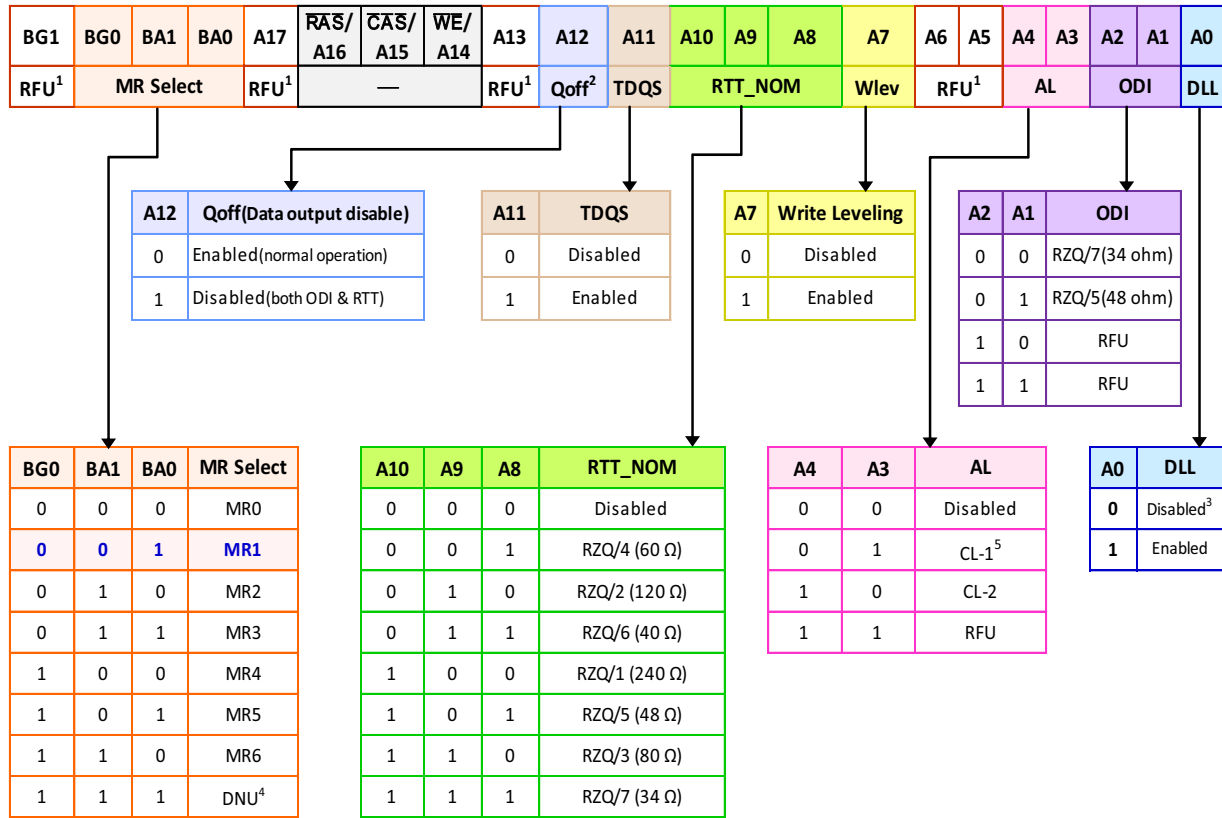 BG1 BG0 BA1 BA0 A17 RAS/ A16 CAS/ A15 WE/ A14 A13 A12 A11 A10 A9 A8 A7 A6 A5 A4 A3 A2 A1 A0
RFU1 MR Select RFU1 — RFU1 Qoff2 TDQS RTT_NOM Wlev RFU1 AL ODI DLL
A12 Qoff(Data output disable)
0 Enabled(normal operation)
1 Disabled(both ODI & RTT)
A11 TDQS
0 Disabled
1 Enabled
A7 Write Leveling
0 Disabled
1 Enabled
A2 A1 ODI
0 0 RZQ/7(34 ohm)
0 1 RZQ/5(48 ohm)
1 0 RFU
1 1 RFU
BG0 BA1 BA0 MR Select
0 0 0 MR0
0 0 1 MR1
0 1 0 MR2
0 1 1 MR3
1 0 0 MR4
1 0 1 MR5
1 1 0 MR6
1 1 1 DNU4
A10 A9 A8 RTT_NOM
0 0 0 Disabled
0 0 1 RZQ/4 (60 Ω)
0 1 0 RZQ/2 (120 Ω)
0 1 1 RZQ/6 (40 Ω)
1 0 0 RZQ/1 (240 Ω)
1 0 1 RZQ/5 (48 Ω)
1 1 0 RZQ/3 (80 Ω)
1 1 1 RZQ/7 (34 Ω)
A4 A3 AL
0 0 Disabled
0 1 CL-15
1 0 CL-2
1 1 RFU
A0 DLL
0 Disabled3
1 Enabled